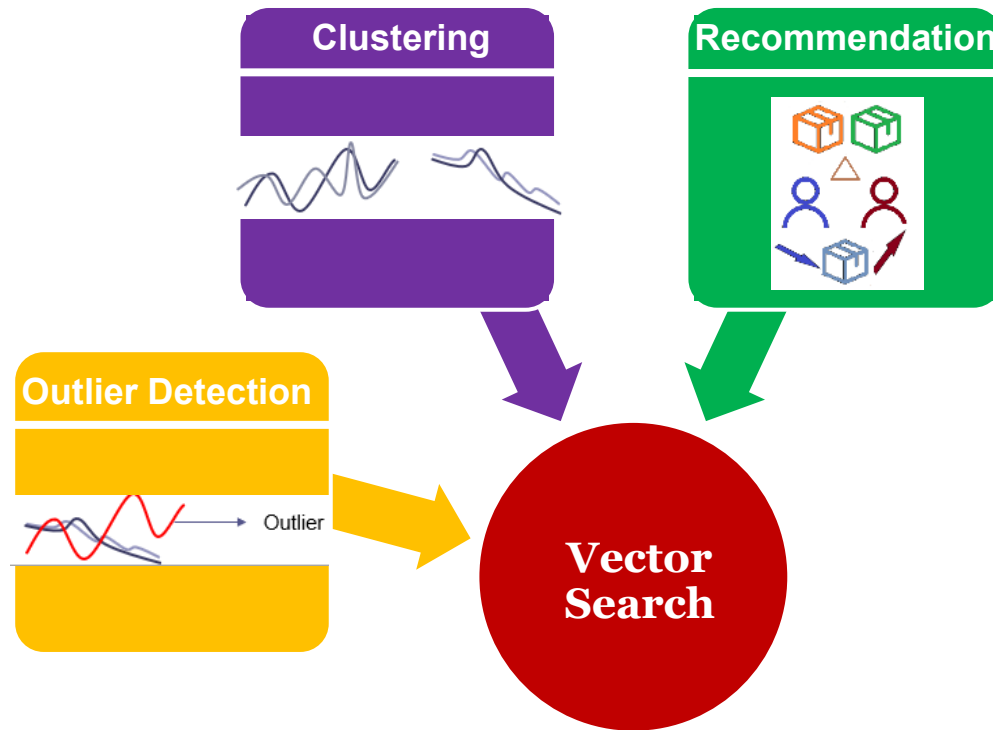 Clustering
Recommendation
Outlier Detection
Outlier
Vector
Search